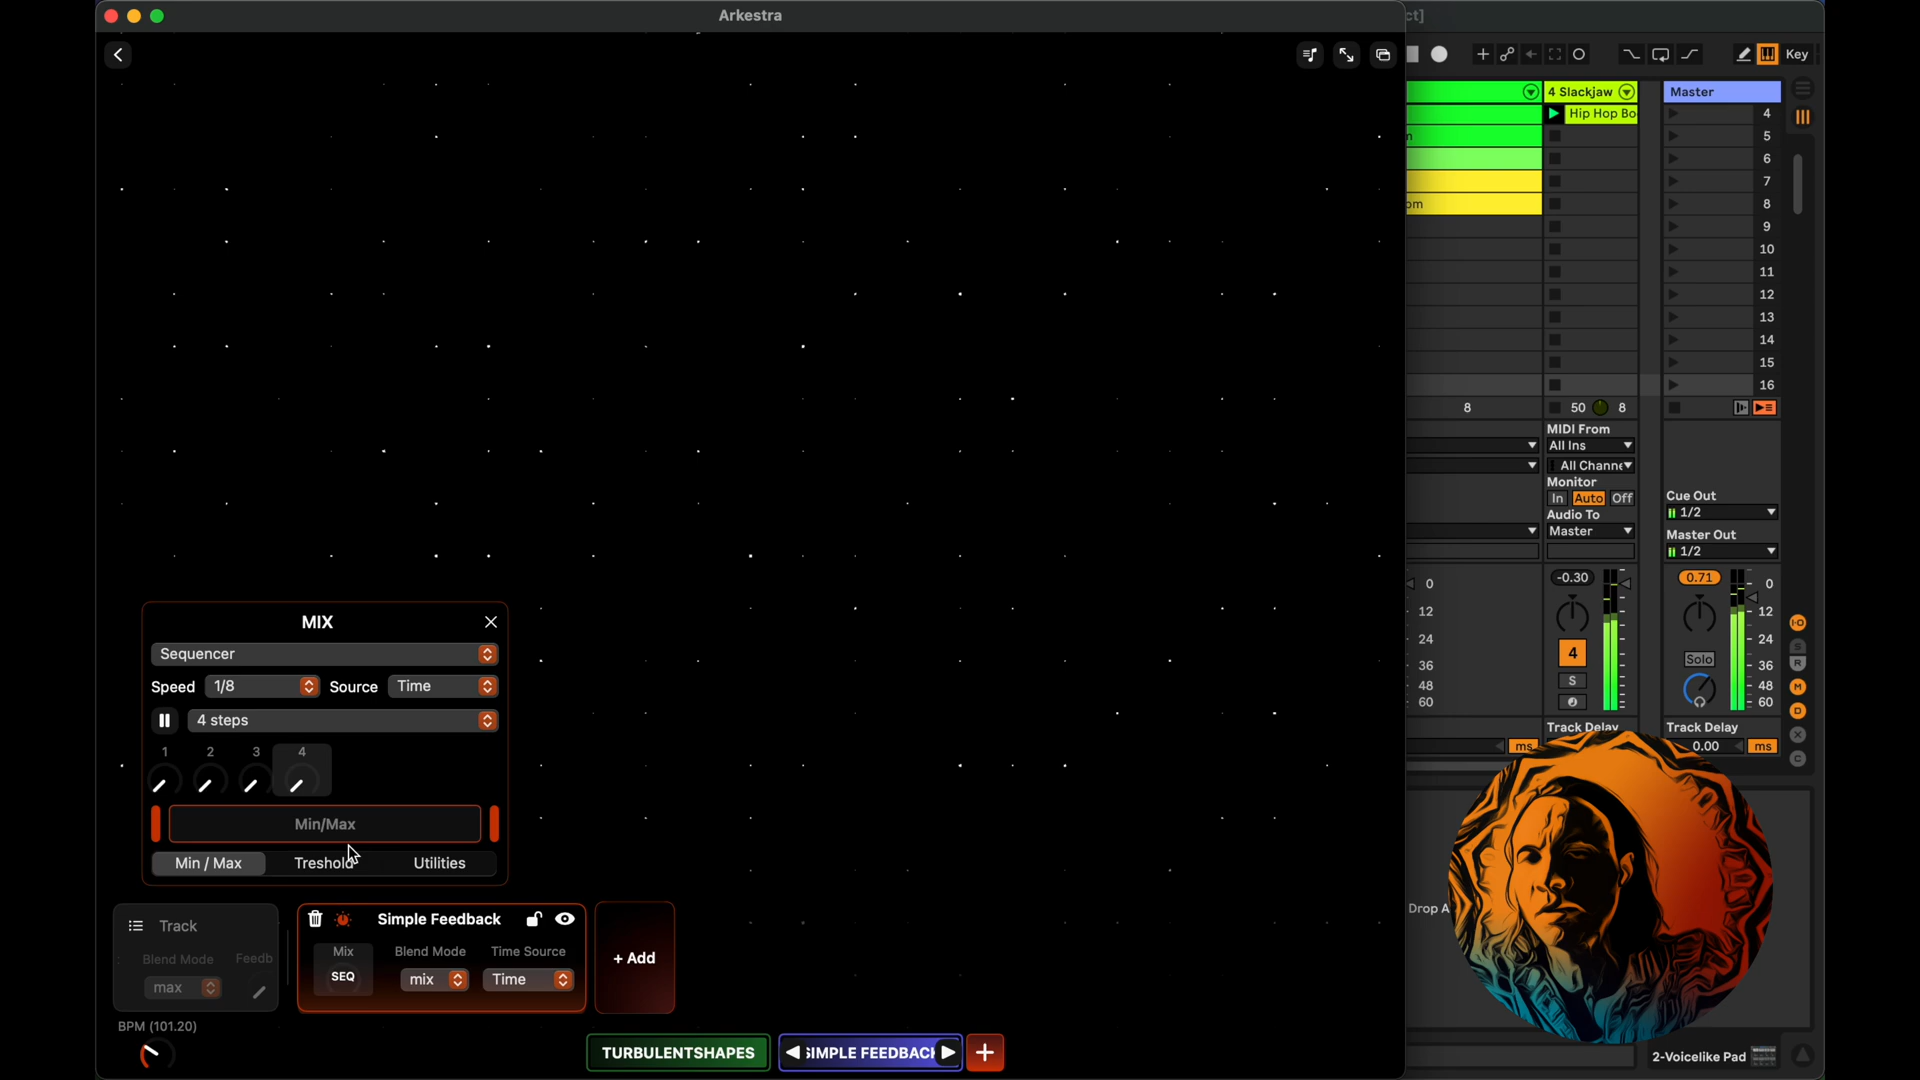 Arkestra
ct]
Key
4 Slackjaw
Master
Hip Hop Bo
4
n
5
6
7
om
8
9
10
11
12
13
14
15
16
8
50
8
MIDI From
All Ins
All Channe
Monitor
In
Auto
Off
Cue Out
Audio To
1/2
Master
Master Out
1/2
-0.30
0.71
0
0
12
12
24
24
36
36
48
48
60
60
4
Solo
S
I·O
S
R
M
D
X
C
Track Delay
Track Delay
ms
0.00
ms
MIX
Sequencer
Speed
1/8
Source
Time
4 steps
1
2
3
4
Min/Max
Min / Max
Treshold
Utilities
Track
Blend Mode
Feedb
max
Simple Feedback
Mix
Blend Mode
Time Source
SEQ
mix
Time
+ Add
Drop A
BPM (101.20)
TURBULENTSHAPES
SIMPLE FEEDBACK
+
2-Voicelike Pad